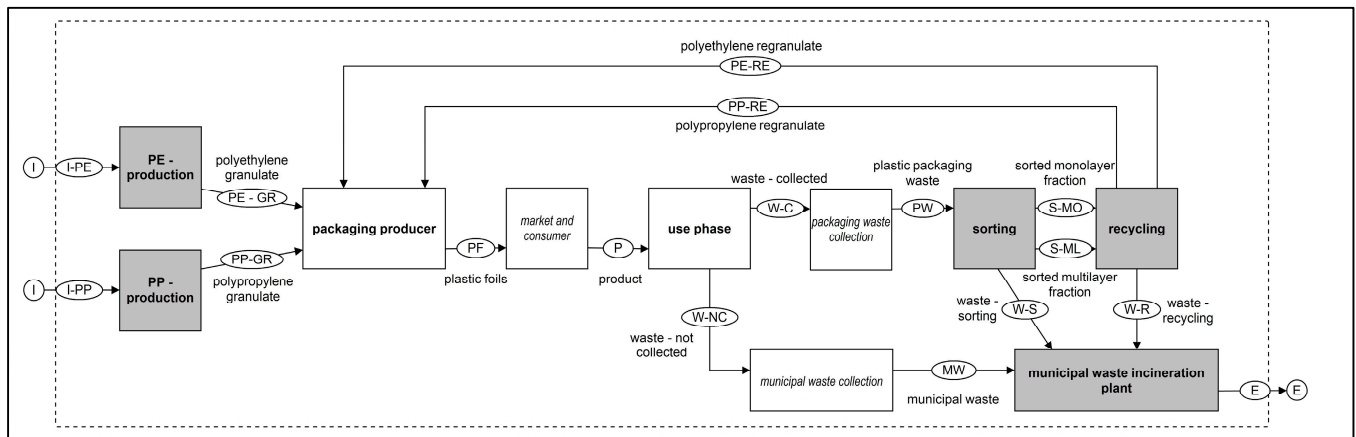 polyethylene regranulate
PE-RE
PP-RE
polypropylene regranulate
I
I-PE
PE -
production
polyethylene
granulate
PE - GR
I
I-PP
PP -
production
PP-GR
polypropylene
granulate
packaging producer
PF
plastic foils
market and
consumer
P
product
use phase
waste - collected
W-C
packaging waste
collection
plastic packaging
waste
PW
sorting
sorted monolayer
fraction
S-MO
S-ML
sorted multilayer
fraction
recycling
W-NC
waste - not
collected
municipal waste collection
MW
municipal waste
waste -
sorting
W-S
W-R
waste -
recycling
municipal waste incineration
plant
E
E